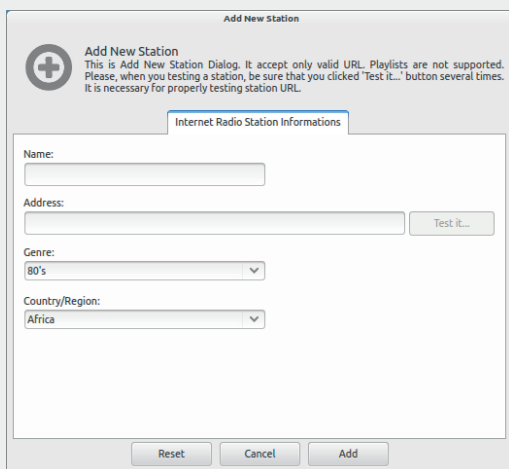 Add New Station
Add New Station
This is Add New Station Dialog. It accept only valid URL. Playlists are not supported.
Please, when you testing a station, be sure that you clicked 'Test it...' button several times.
It is necessary for properly testing station URL.
Internet Radio Station Informations
Name:
Address:
Test it...
Genre:
80's
Country/Region:
Africa
Reset Cancel Add